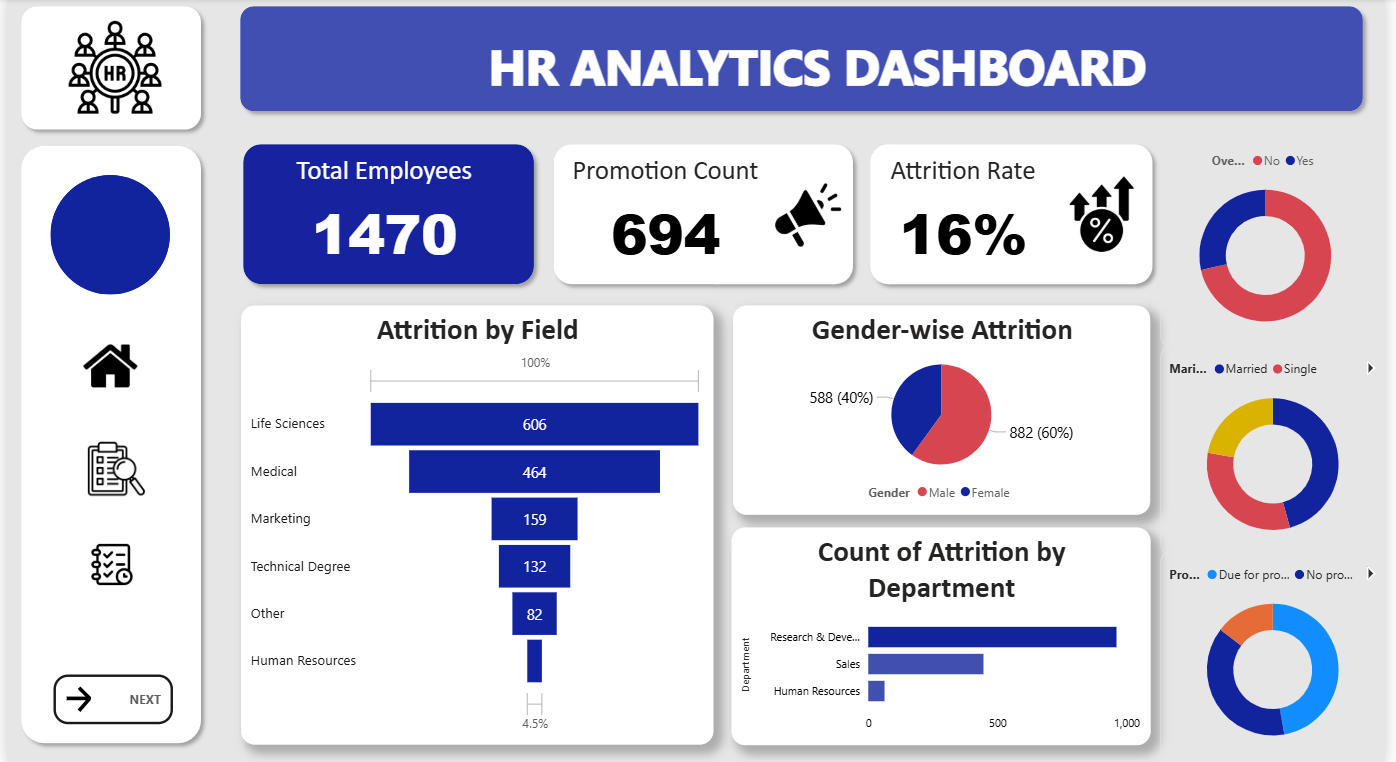 HR
HR ANALYTICS DASHBOARD
Total Employees
1470
Promotion Count
694
Attrition Rate
16%
%
Ove... No Yes
Attrition by Field
100%
Life Sciences 606
Medical 464
Marketing 159
Technical Degree 132
Other 82
Human Resources
4.5%
Gender-wise Attrition
588 (40%)
882 (60%)
Gender Male Female
Count of Attrition by
Department
Department
Research & Deve...
Sales
Human Resources
0 500 1,000
Mari... Married Single
Pro... Due for pro... No pro...
NEXT